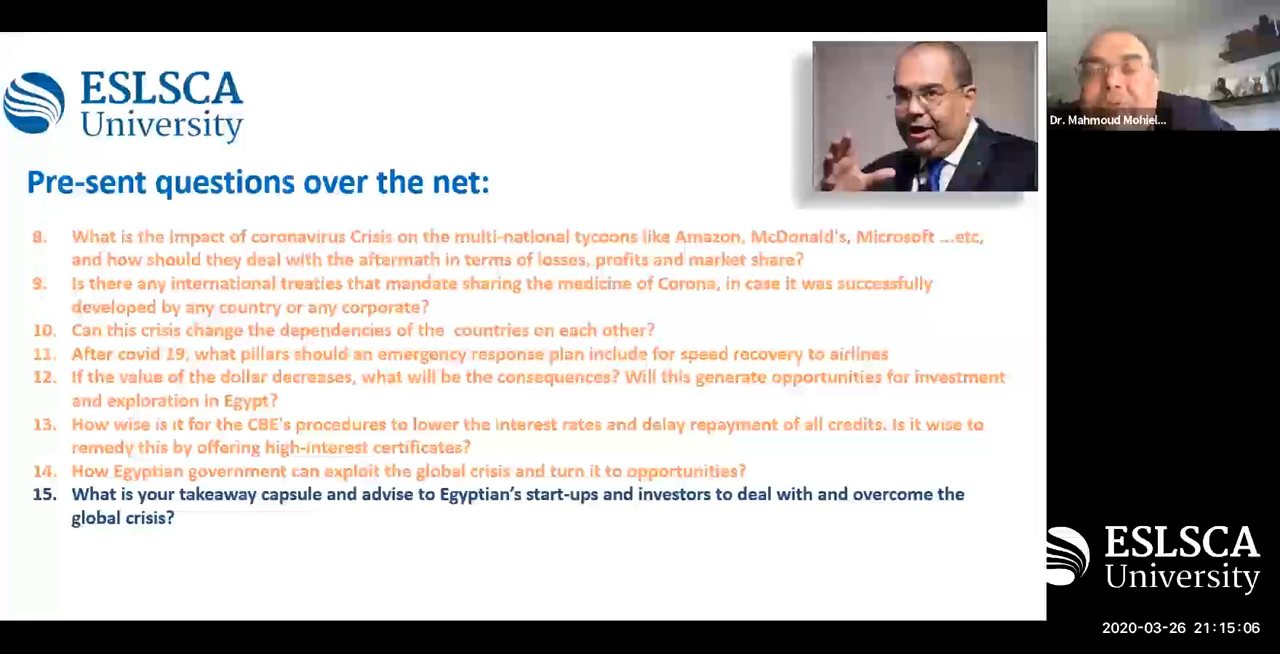 ESLSCA
University
Dr. Mahmoud Mohiel...
Pre-sent questions over the net:
8. What is the impact of coronavirus Crisis on the multi-national tycoons like Amazon, McDonald's, Microsoft ...etc,
and how should they deal with the aftermath in terms of losses, profits and market share?
9. Is there any international treaties that mandate sharing the medicine of Corona, in case it was successfully
developed by any country or any corporate?
10. Can this crisis change the dependencies of the countries on each other?
11. After covid 19, what pillars should an emergency response plan include for speed recovery to airlines
12. If the value of the dollar decreases, what will be the consequences? Will this generate opportunities for investment
and exploration in Egypt?
13. How wise is it for the CBE's procedures to lower the interest rates and delay repayment of all credits. Is it wise to
remedy this by offering high-interest certificates?
14. How Egyptian government can exploit the global crisis and turn it to opportunities?
15. What is your takeaway capsule and advise to Egyptian's start-ups and investors to deal with and overcome the
global crisis?
ESLSCA
University
2020-03-26 21:15:06